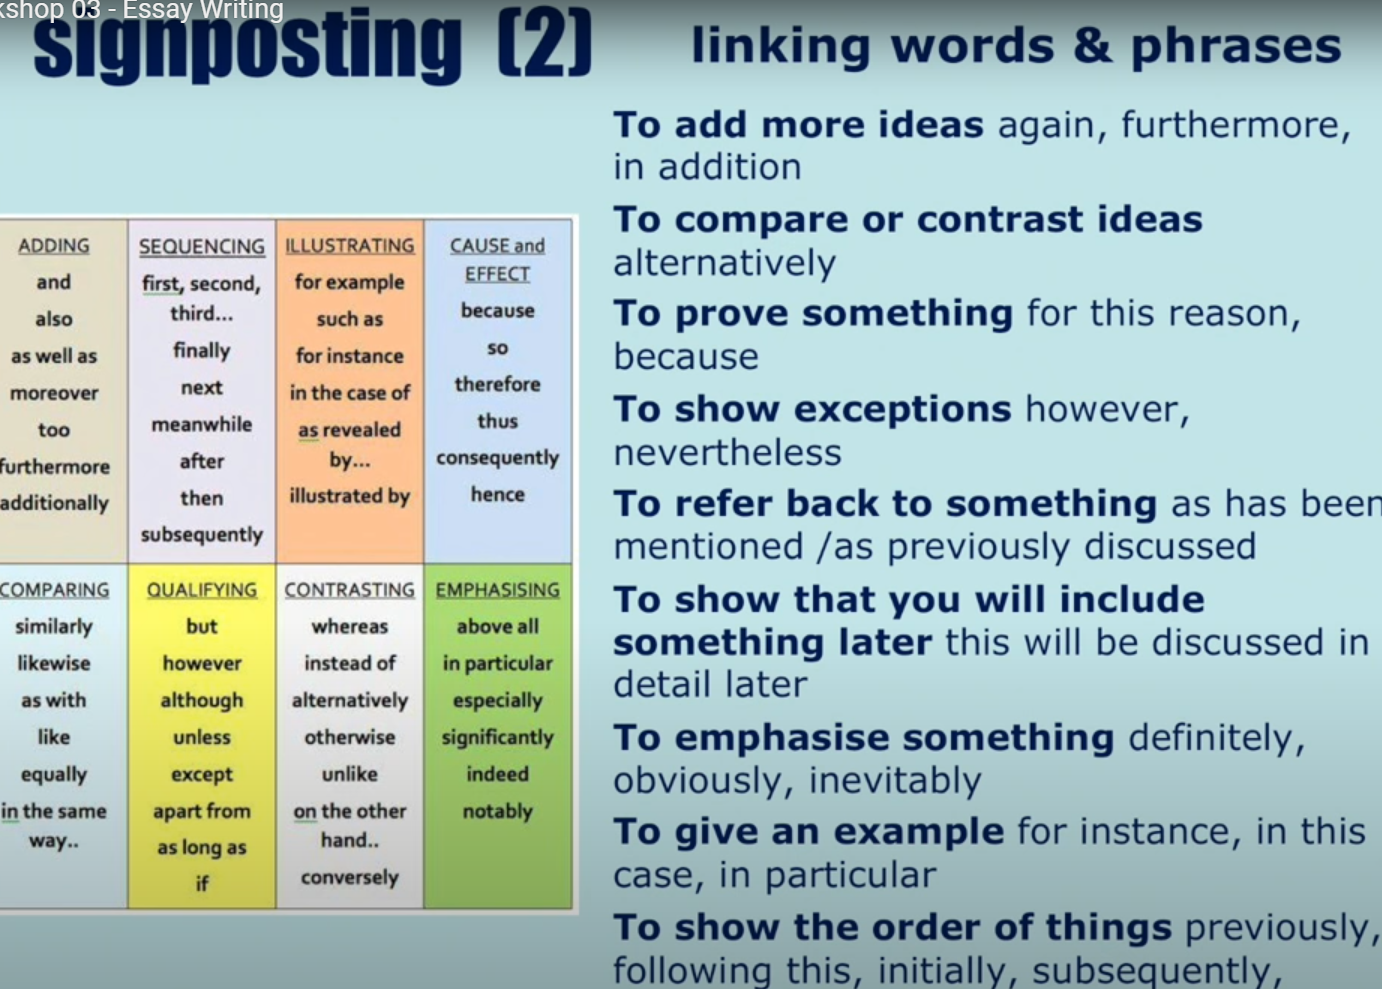 kshop 03 - Essay Writing
signposting (2)
linking words & phrases
ADDING
and
also
as well as
moreover
too
furthermore
additionally
SEQUENCING
first, second,
third...
finally
next
meanwhile
after
then
subsequently
ILLUSTRATING
for example
such as
for instance
in the case of
as revealed
by...
illustrated by
CAUSE and
EFFECT
because
so
therefore
thus
consequently
hence
COMPARING
similarly
likewise
as with
like
equally
in the same
way..
QUALIFYING
but
however
although
unless
except
apart from
as long as
if
CONTRASTING
whereas
instead of
alternatively
otherwise
unlike
on the other
hand..
conversely
EMPHASISING
above all
in particular
especially
significantly
indeed
notably
To add more ideas again, furthermore,
in addition
To compare or contrast ideas
alternatively
To prove something for this reason,
because
To show exceptions however,
nevertheless
To refer back to something as has been
mentioned /as previously discussed
To show that you will include
something later this will be discussed in
detail later
To emphasise something definitely,
obviously, inevitably
To give an example for instance, in this
case, in particular
To show the order of things previously,
following this, initially, subsequently,